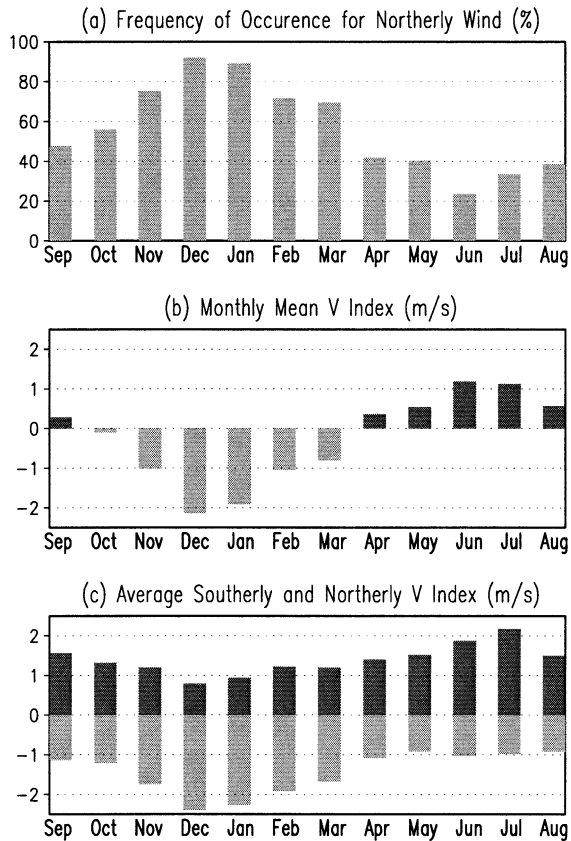 (a) Frequency of Occurence for Northerly Wind (%)
100
80
60
40
20
0
Sep Oct Nov Dec Jan Feb Mar Apr May Jun Jul Aug
(b) Monthly Mean V Index (m/s)
2
1
0
-1
-2
Sep Oct Nov Dec Jan Feb Mar Apr May Jun Jul Aug
(c) Average Southerly and Northerly V Index (m/s)
2
1
0
-1
-2
Sep Oct Nov Dec Jan Feb Mar Apr May Jun Jul Aug